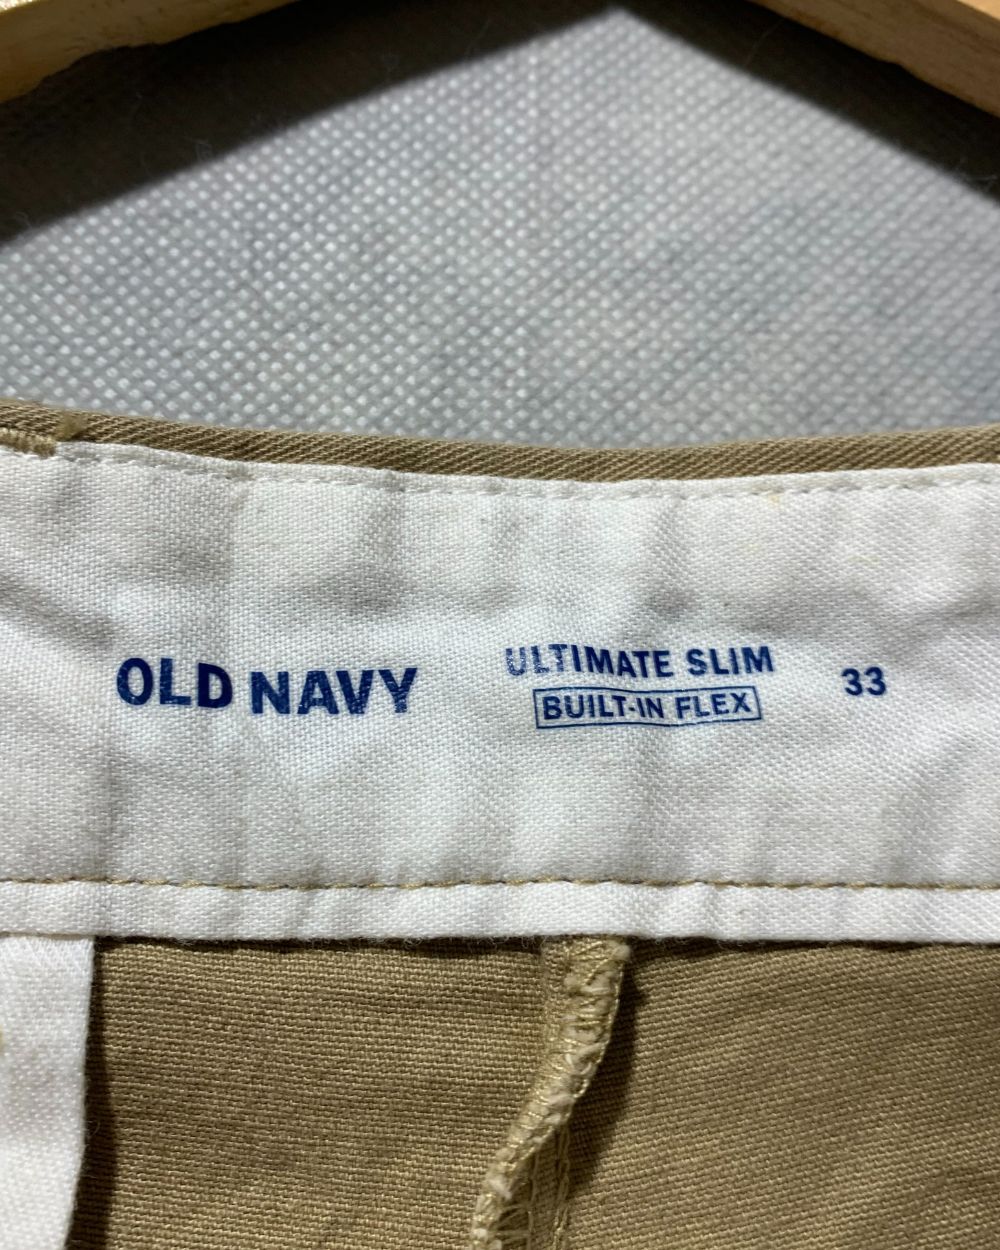 OLD NAVY
ULTIMATE SLIM
BUILT-IN FLEX
33